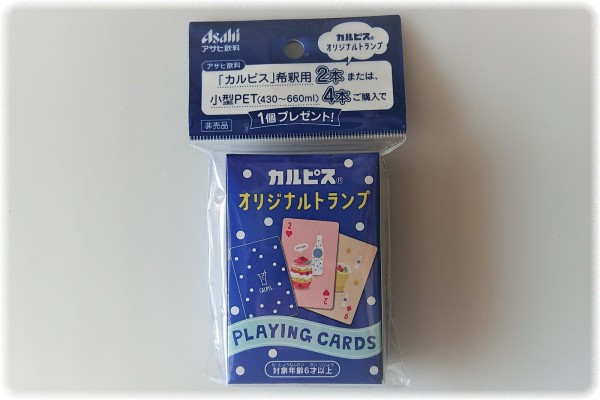 Asahi
アサヒ飲料
カルピス®
オリジナルトランプ
アサヒ飲料
「カルピス」希釈用2本または、
小型PET(430～660ml)4本ご購入で
非売品
1個プレゼント!
カルピス®
オリジナルトランプ
2
2
9
CALPIS
PLAYING CARDS
対象年齢6才以上